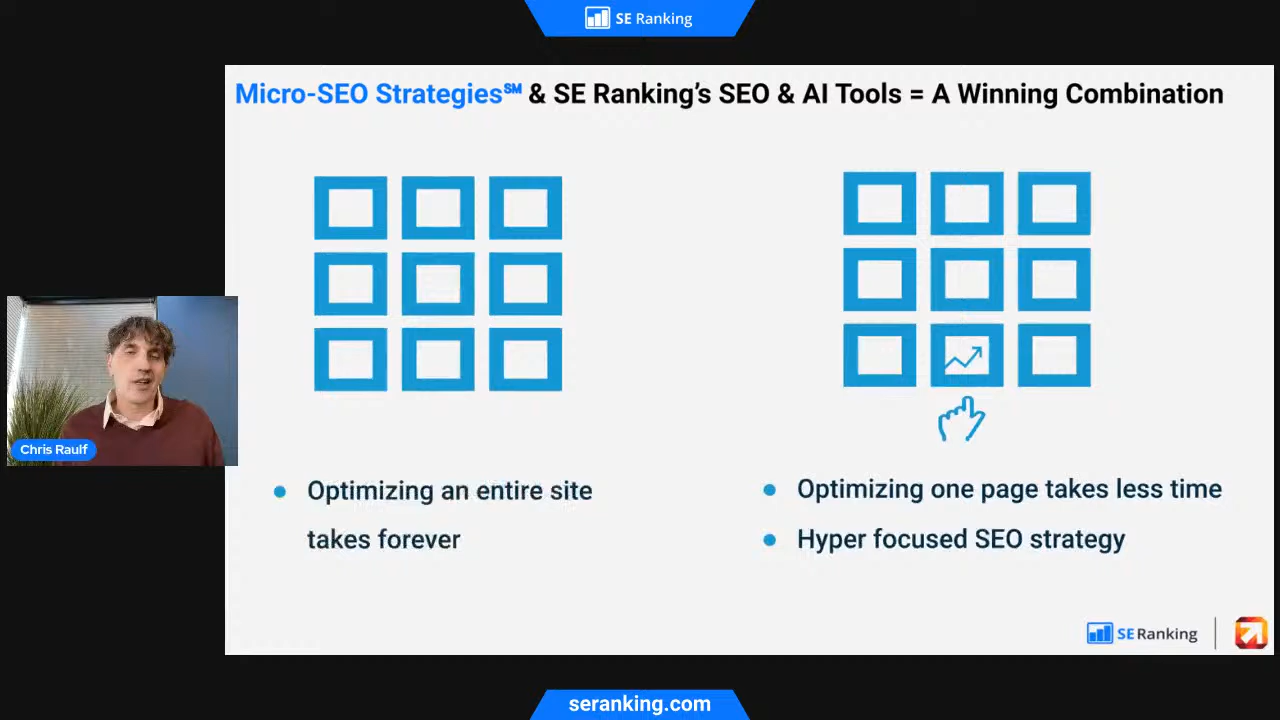 SE Ranking
Micro-SEO Strategies℠ & SE Ranking's SEO & AI Tools = A Winning Combination
Chris Raulf
Optimizing an entire site
takes forever
Optimizing one page takes less time
Hyper focused SEO strategy
SE Ranking
seranking.com